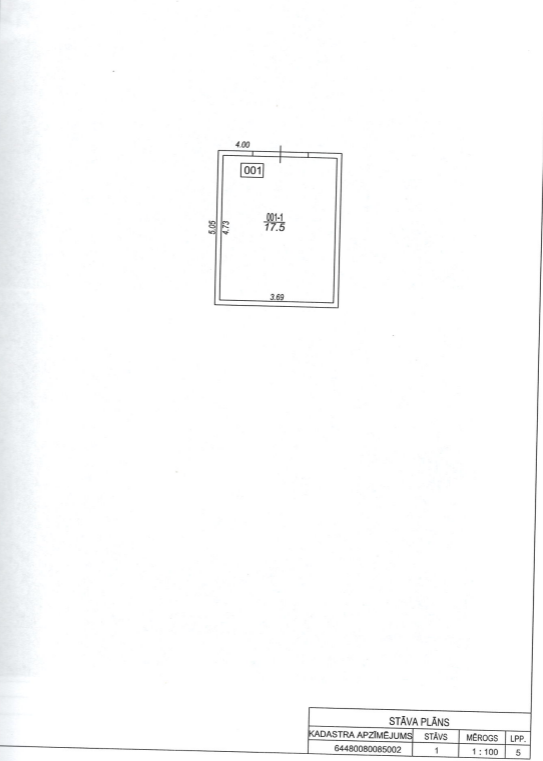 4.00
001
001-1
17.5
5.05
4.73
3.69
STĀVA PLĀNS
KADASTRA APZĪMĒJUMS STĀVS MĒROGS LPP.
64480080085002 1 1 : 100 5